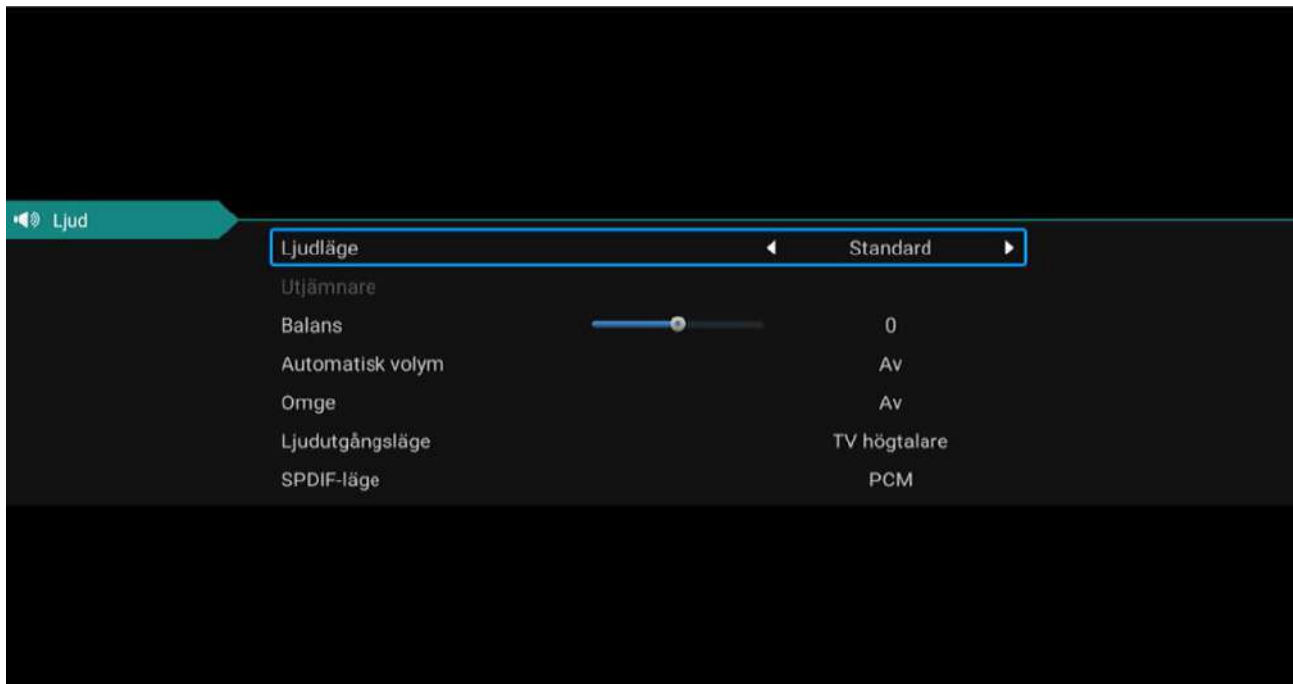 Ljud
Ljudläge Standard
Utjämnare
Balans 0
Automatisk volym Av
Omge Av
Ljudutgångsläge TV högtalare
SPDIF-läge PCM